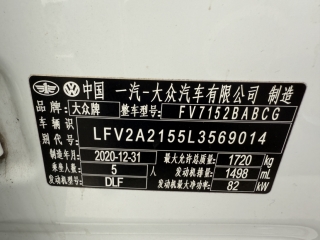 中国 一汽-大众汽车有限公司 制造
品牌 大众牌 整车型号 FV7152BABCG
车辆识别代号 LFV2A2155L3569014
制造年月 2020-12-31 最大允许总质量 1720 kg
乘坐人数 5 人 发动机排量 1498 mL
发动机型号 DLF 发动机最大净功率 82 kW